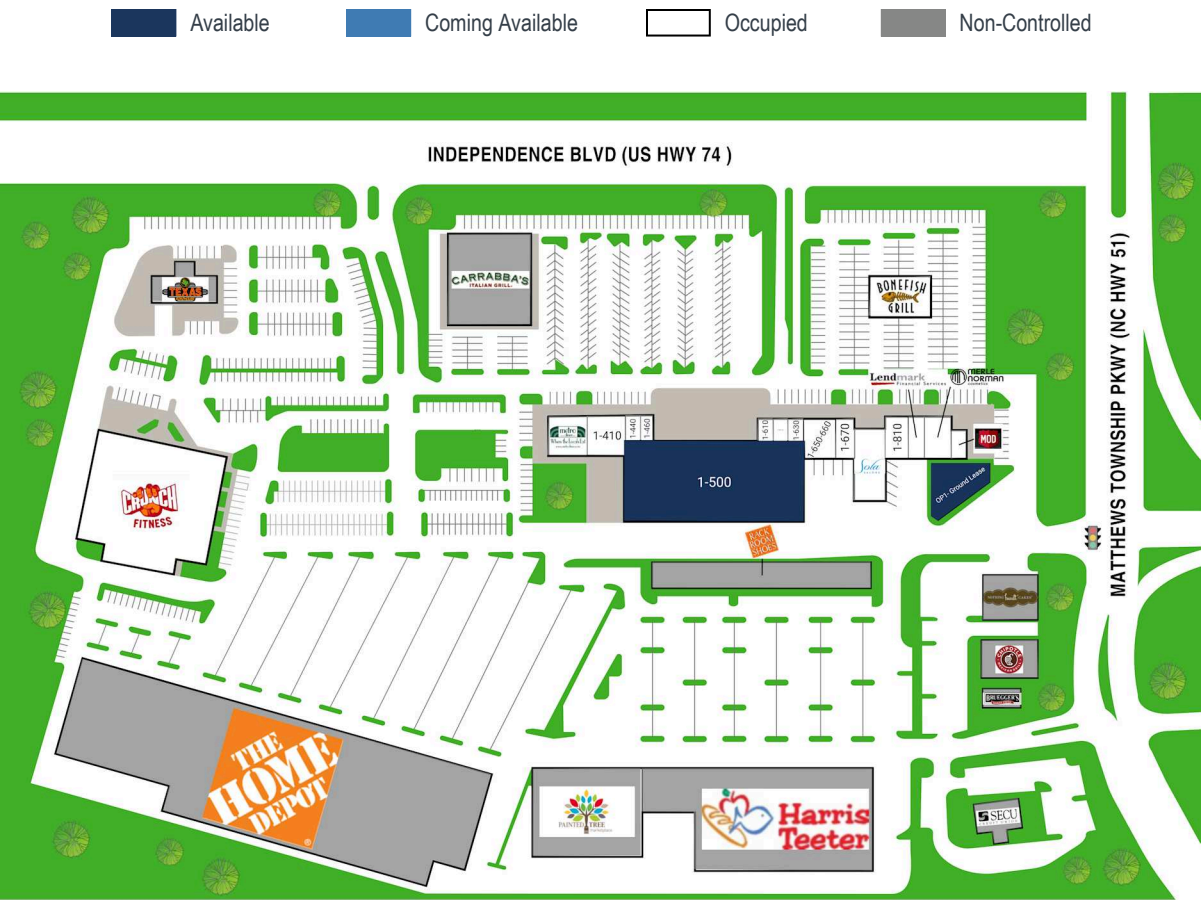 Available
Coming Available
Occupied
Non-Controlled
INDEPENDENCE BLVD (US HWY 74 )
MATTHEWS TOWNSHIP PKWY (NC HWY 51)
TEXAS
CARRABBA'S
ITALIAN GRILL.
BONEFISH
GRILL
Lendmark
Financial Services
MERLE
NORMAN
metro
1-410
1-440
1-460
1-500
1-610
1-630
1-650-660
1-670
Sola
1-810
MOD
OP1- Ground Lease
CRUNCH
FITNESS
RACK
ROOM
SHOES
CHIPOTLE
BRUEGGER'S
THE
HOME
DEPOT
PAINTED TREE
Harris
Teeter
SECU